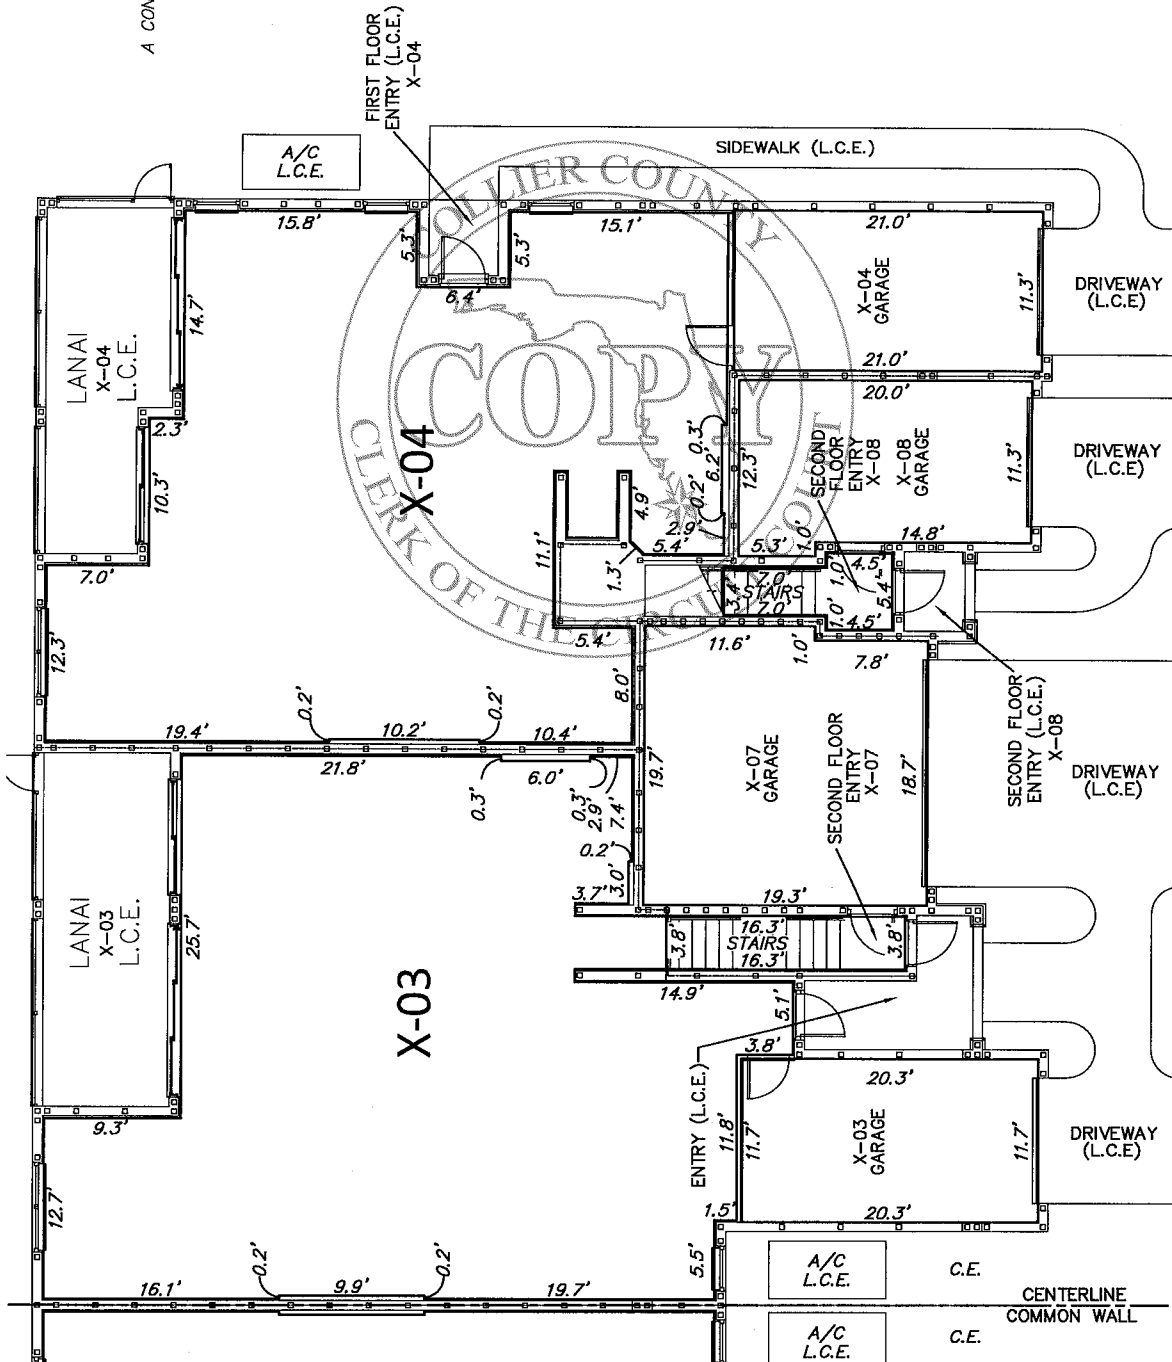 A CON
FIRST FLOOR
ENTRY (L.C.E.)
X-04
A/C
L.C.E.
SIDEWALK (L.C.E.)
COLLIER COUNTY
COPY
CLERK OF THE CIRCUIT COURT
15.8'
5.3'
5.3'
6.4'
15.1'
21.0'
LANAI
X-04
L.C.E.
14.7'
X-04
GARAGE
11.3'
DRIVEWAY
(L.C.E)
21.0'
20.0'
2.3'
10.3'
X-04
0.3'
6.2'
0.2'
12.3'
SECOND
FLOOR
ENTRY
X-08
X-08
GARAGE
11.3'
DRIVEWAY
(L.C.E)
4.9'
2.9'
5.4'
1.3'
11.1'
5.3'
1.0'
14.8'
7.0'
1.0'
4.5'
7.0'
STAIRS
7.0'
3.4'
5.4'
1.0'
4.5'
5.4'
11.6'
1.0'
7.8'
12.3'
8.0'
0.2'
0.2'
19.4'
10.2'
10.4'
SECOND FLOOR
ENTRY (L.C.E.)
X-08
21.8'
6.0'
0.3'
0.3'
2.9'
7.4'
19.7'
X-07
GARAGE
SECOND FLOOR
ENTRY
X-07
18.7'
DRIVEWAY
(L.C.E)
0.2'
3.0'
3.7'
19.3'
LANAI
X-03
L.C.E.
25.7'
3.8'
16.3'
STAIRS
16.3'
3.8'
X-03
14.9'
5.1'
3.8'
ENTRY (L.C.E.)
20.3'
9.3'
11.8'
11.7'
X-03
GARAGE
11.7'
DRIVEWAY
(L.C.E)
12.7'
1.5'
20.3'
5.5'
0.2'
0.2'
16.1'
9.9'
19.7'
A/C
L.C.E.
C.E.
CENTERLINE
COMMON WALL
A/C
L.C.E.
C.E.